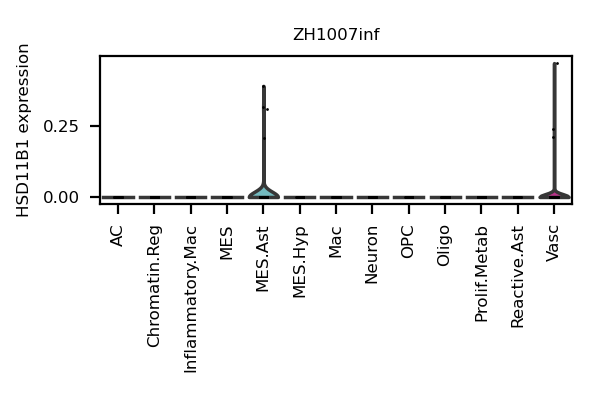 ZH1007inf
HSD11B1 expression
0.25
0.00
AC
Chromatin.Reg
Inflammatory.Mac
MES
MES.Ast
MES.Hyp
Mac
Neuron
OPC
Oligo
Prolif.Metab
Reactive.Ast
Vasc